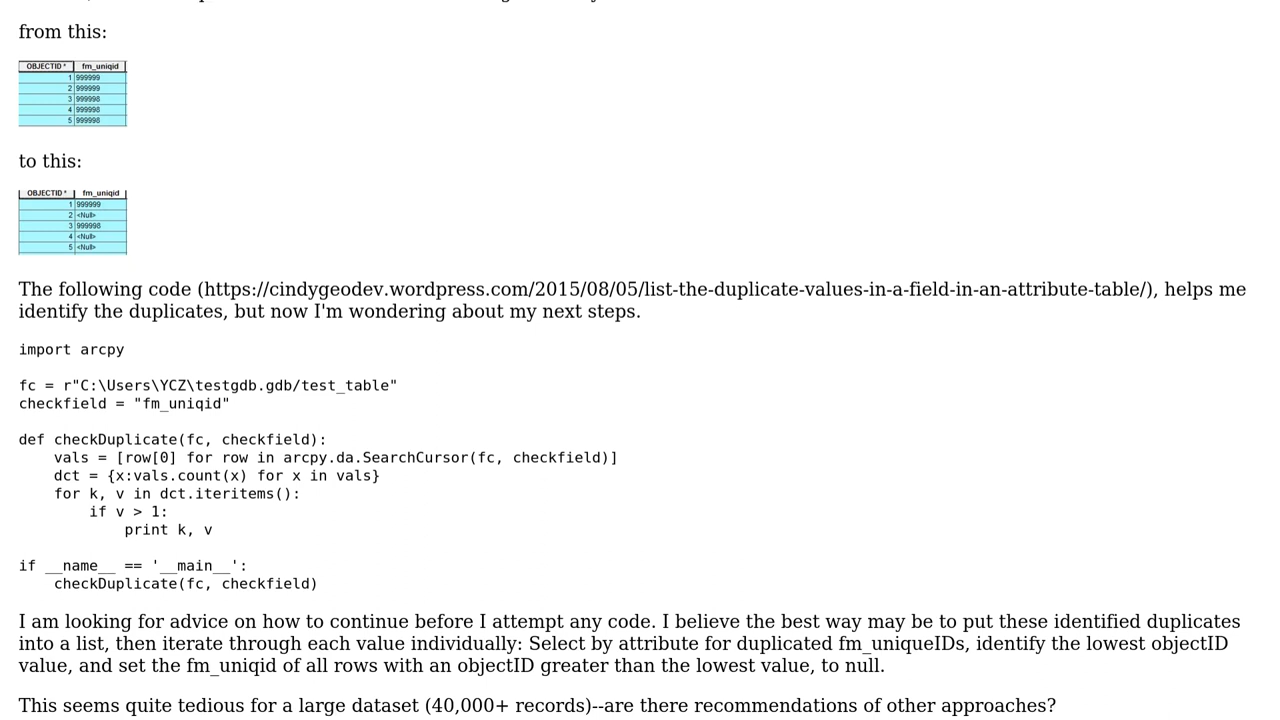 from this:
OBJECTID * fm_uniqid
1 999999
2 999999
3 999998
4 999998
5 999998
to this:
OBJECTID * fm_uniqid
1 999999
2 <Null>
3 999998
4 <Null>
5 <Null>
The following code (https://cindygeodev.wordpress.com/2015/08/05/list-the-duplicate-values-in-a-field-in-an-attribute-table/), helps me
identify the duplicates, but now I'm wondering about my next steps.
import arcpy
fc = r"C:\Users\YCZ\testgdb.gdb/test_table"
checkfield = "fm_uniqid"
def checkDuplicate(fc, checkfield):
    vals = [row[0] for row in arcpy.da.SearchCursor(fc, checkfield)]
    dct = {x:vals.count(x) for x in vals}
    for k, v in dct.iteritems():
        if v > 1:
            print k, v
if __name__ == '__main__':
    checkDuplicate(fc, checkfield)
I am looking for advice on how to continue before I attempt any code. I believe the best way may be to put these identified duplicates
into a list, then iterate through each value individually: Select by attribute for duplicated fm_uniqueIDs, identify the lowest objectID
value, and set the fm_uniqid of all rows with an objectID greater than the lowest value, to null.
This seems quite tedious for a large dataset (40,000+ records)--are there recommendations of other approaches?